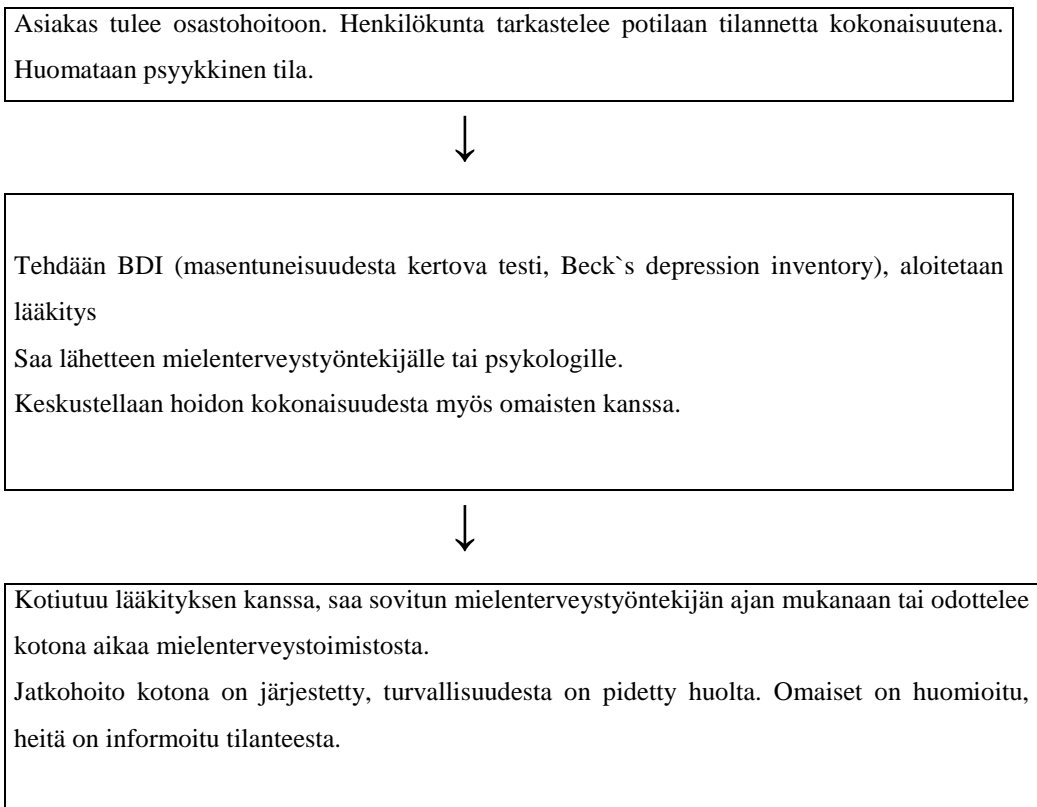 Asiakas tulee osastohoitoon. Henkilökunta tarkastelee potilaan tilannetta kokonaisuutena.
Huomataan psyykkinen tila.
↓
Tehdään BDI (masentuneisuudesta kertova testi, Beck`s depression inventory), aloitetaan
lääkitys
Saa lähetteen mielenterveystyöntekijälle tai psykologille.
Keskustellaan hoidon kokonaisuudesta myös omaisten kanssa.
↓
Kotiutuu lääkityksen kanssa, saa sovitun mielenterveystyöntekijän ajan mukanaan tai odottelee
kotona aikaa mielenterveystoimistosta.
Jatkohoito kotona on järjestetty, turvallisuudesta on pidetty huolta. Omaiset on huomioitu,
heitä on informoitu tilanteesta.